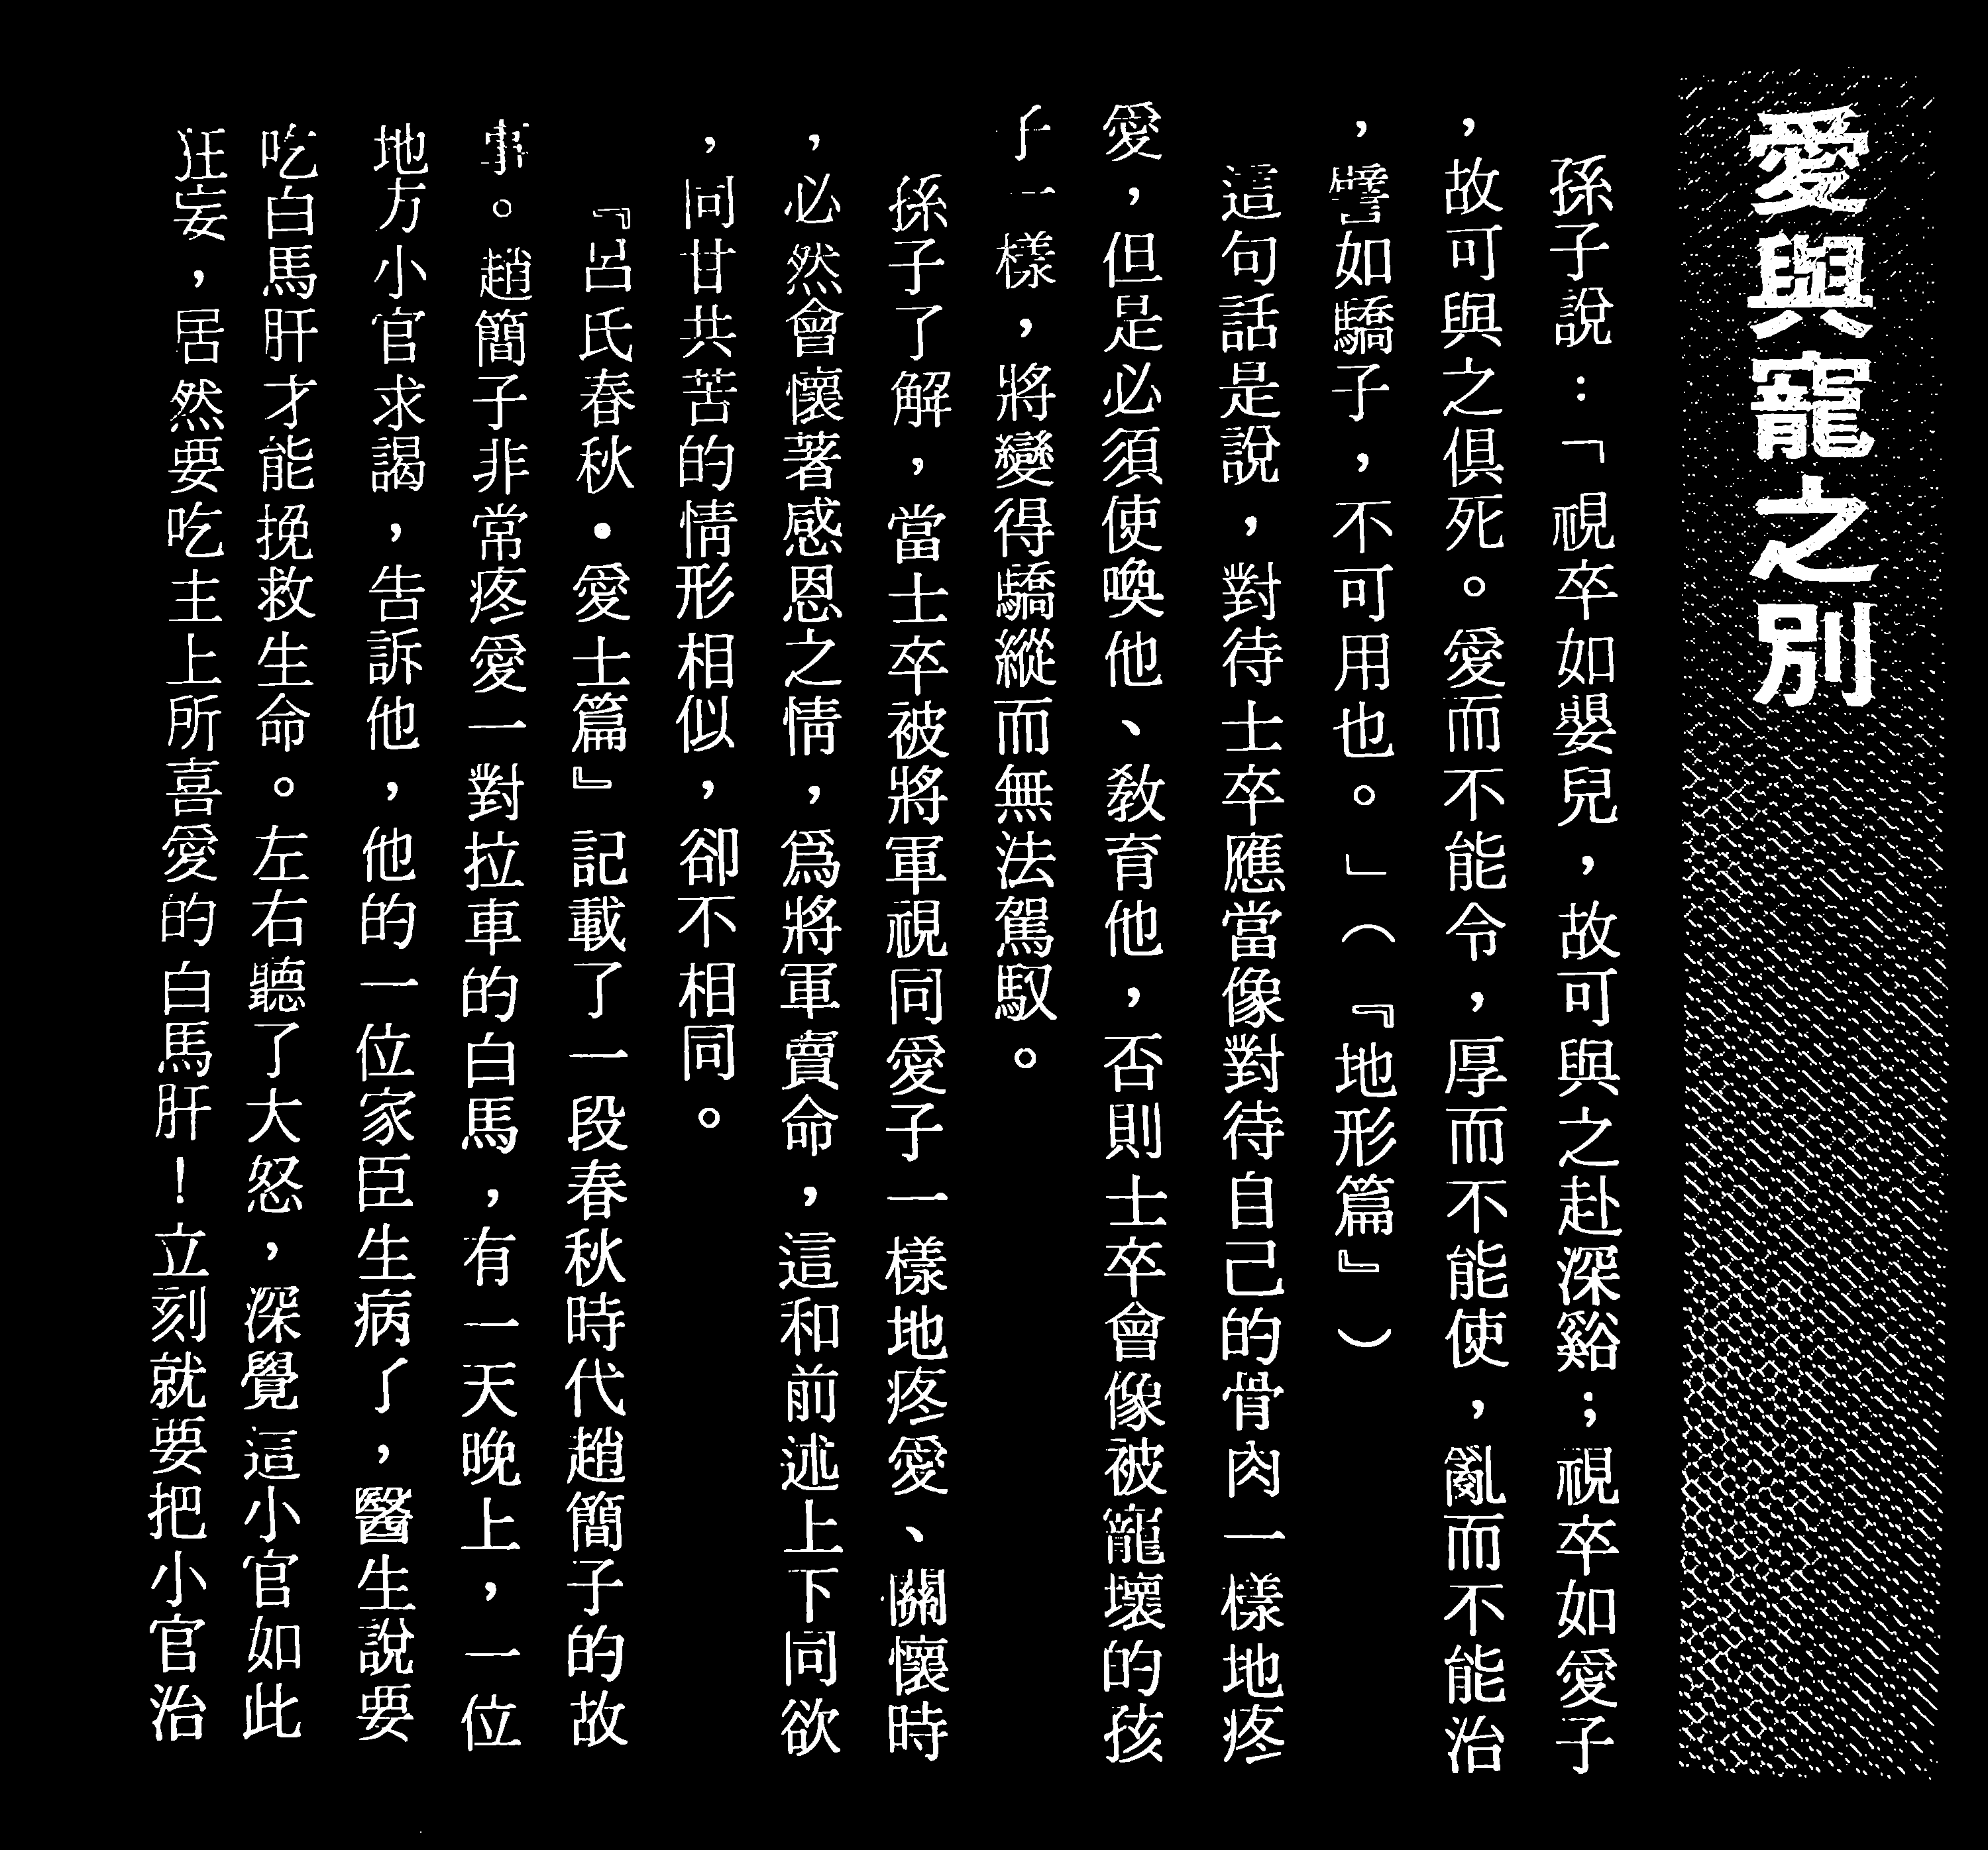 愛與寵之別
孫子說：「視卒如嬰兒，故可與之赴深谿；視卒如愛子
，故可與之俱死。愛而不能令，厚而不能使，亂而不能治
，譬如驕子，不可用也。」（『地形篇』）
這句話是說，對待士卒應當像對待自己的骨肉一樣地疼
愛，但是必須使喚他、教育他，否則士卒會像被寵壞的孩
子一樣，將變得驕縱而無法駕馭。
孫子了解，當士卒被將軍視同愛子一樣地疼愛、關懷時
，必然會懷著感恩之情，為將軍賣命，這和前述上下同欲
，同甘共苦的情形相似，卻不相同。
『呂氏春秋・愛士篇』記載了一段春秋時代趙簡子的故
事。趙簡子非常疼愛一對拉車的白馬，有一天晚上，一位
地方小官求謁，告訴他，他的一位家臣生病了，醫生說要
吃白馬肝才能挽救生命。左右聽了大怒，深覺這小官如此
狂妄，居然要吃主上所喜愛的白馬肝！立刻就要把小官治